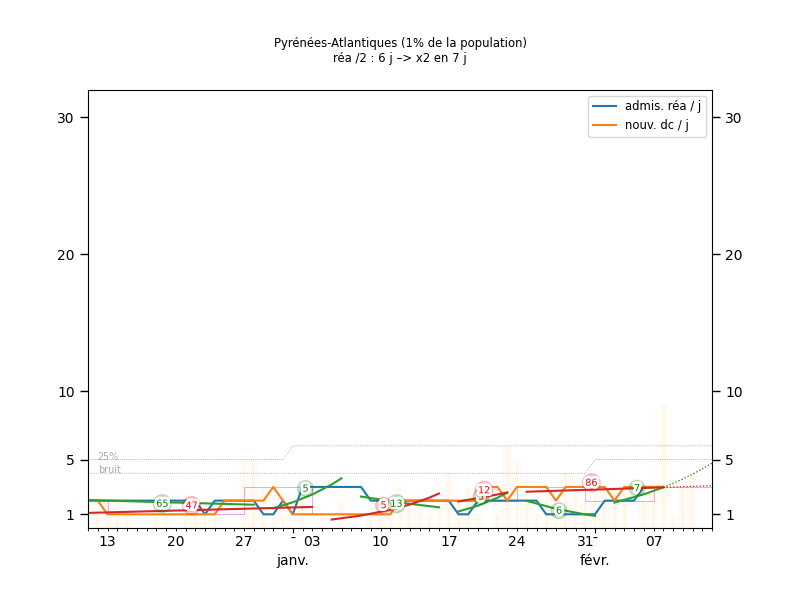 Pyrénées-Atlantiques (1% de la population)
réa /2 : 6 j –> x2 en 7 j
admis. réa / j
nouv. dc / j
30 30
20 20
10 10
5 5
1 1
25%
bruit
65 47 5 5 13 12 6 86 7
13 20 27 - 03 10 17 24 31- 07
janv. févr.